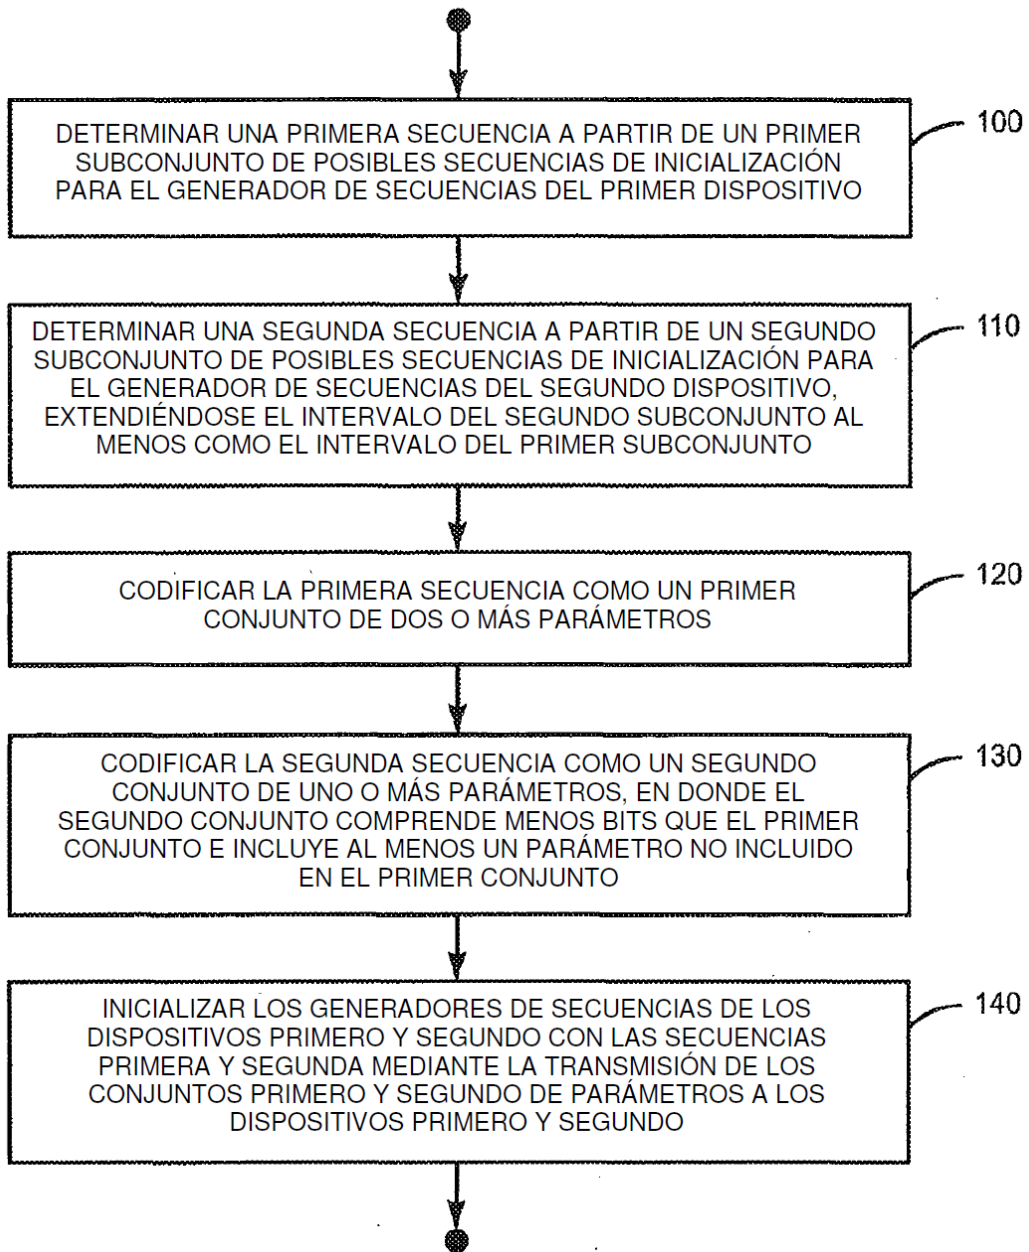 DETERMINAR UNA PRIMERA SECUENCIA A PARTIR DE UN PRIMER
SUBCONJUNTO DE POSIBLES SECUENCIAS DE INICIALIZACIÓN
PARA EL GENERADOR DE SECUENCIAS DEL PRIMER DISPOSITIVO
100
DETERMINAR UNA SEGUNDA SECUENCIA A PARTIR DE UN SEGUNDO
SUBCONJUNTO DE POSIBLES SECUENCIAS DE INICIALIZACIÓN PARA
EL GENERADOR DE SECUENCIAS DEL SEGUNDO DISPOSITIVO,
EXTENDIÉNDOSE EL INTERVALO DEL SEGUNDO SUBCONJUNTO AL
MENOS COMO EL INTERVALO DEL PRIMER SUBCONJUNTO
110
CODIFICAR LA PRIMERA SECUENCIA COMO UN PRIMER
CONJUNTO DE DOS O MÁS PARÁMETROS
120
CODIFICAR LA SEGUNDA SECUENCIA COMO UN SEGUNDO
CONJUNTO DE UNO O MÁS PARÁMETROS, EN DONDE EL
SEGUNDO CONJUNTO COMPRENDE MENOS BITS QUE EL PRIMER
CONJUNTO E INCLUYE AL MENOS UN PARÁMETRO NO INCLUIDO
EN EL PRIMER CONJUNTO
130
INICIALIZAR LOS GENERADORES DE SECUENCIAS DE LOS
DISPOSITIVOS PRIMERO Y SEGUNDO CON LAS SECUENCIAS
PRIMERA Y SEGUNDA MEDIANTE LA TRANSMISIÓN DE LOS
CONJUNTOS PRIMERO Y SEGUNDO DE PARÁMETROS A LOS
DISPOSITIVOS PRIMERO Y SEGUNDO
140